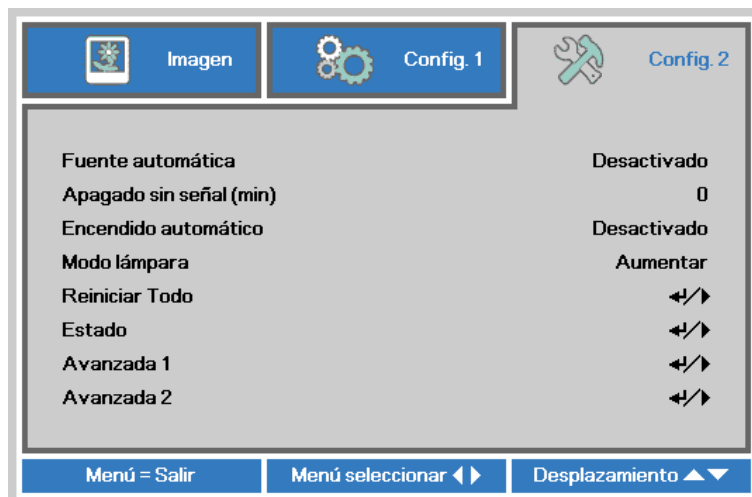 Imagen Config. 1 Config. 2
Fuente automática Desactivado
Apagado sin señal (min) 0
Encendido automático Desactivado
Modo lámpara Aumentar
Reiniciar Todo
Estado
Avanzada 1
Avanzada 2
Menú = Salir Menú seleccionar Desplazamiento